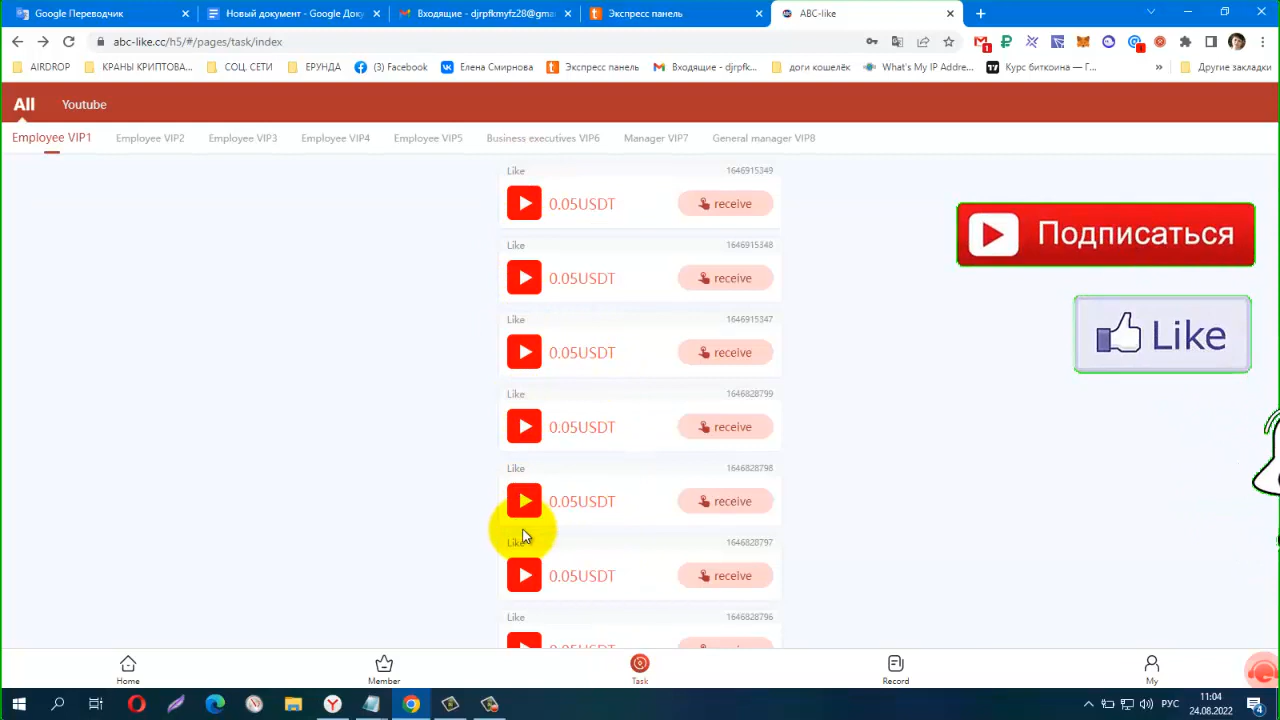 Google Переводчик
Новый документ - Google Доку
Входящие - djrpfkmyfz28@gmai
Экспресс панель
ABC-like
abc-like.cc/h5/#/pages/task/index
AIRDROP
КРАНЫ КРИПТОВА...
СОЦ. СЕТИ
ЕРУНДА
(3) Facebook
Елена Смирнова
Экспресс панель
Входящие - djrpfk...
доги кошелёк
What's My IP Addre...
Курс биткоина — Г...
»
Другие закладки
All
Youtube
Employee VIP1
Employee VIP2
Employee VIP3
Employee VIP4
Employee VIP5
Business executives VIP6
Manager VIP7
General manager VIP8
Like
1646915349
0.05USDT
receive
Like
1646915348
0.05USDT
receive
Like
1646915347
0.05USDT
receive
Like
1646828799
0.05USDT
receive
Like
1646828798
0.05USDT
receive
Like
1646828797
0.05USDT
receive
Like
1646828796
Подписаться
Like
Home
Member
Task
Record
My
РУС
11:04
24.08.2022
4